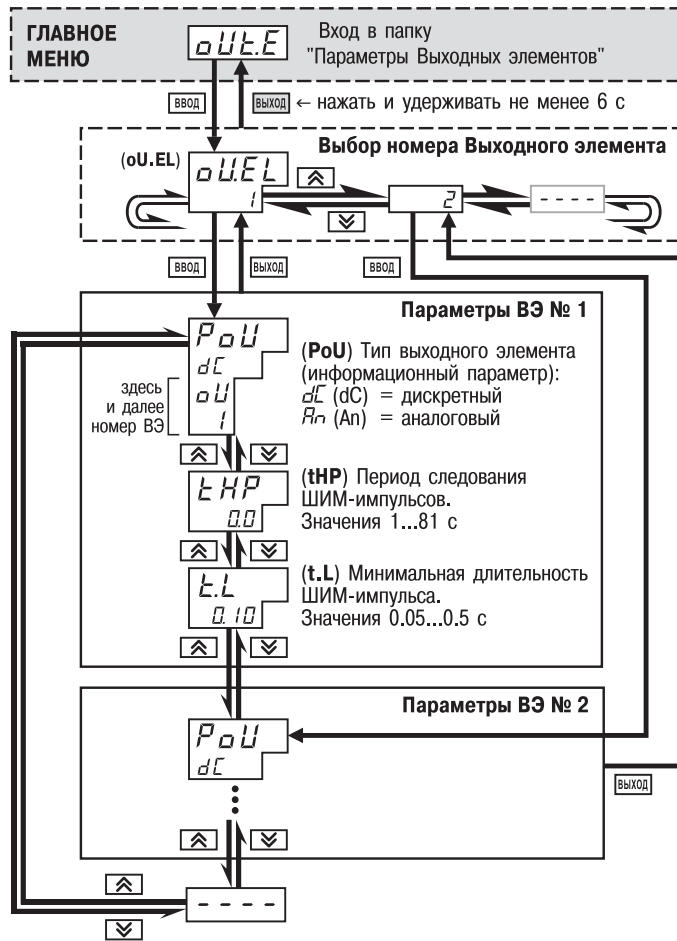 ГЛАВНОЕ
МЕНЮ
oUt.E
Вход в папку
"Параметры Выходных элементов"
ВВОД
ВЫХОД
← нажать и удерживать не менее 6 с
Выбор номера Выходного элемента
(oU.EL)
oU.EL
1
2
- - - -
ВВОД
ВЫХОД
ВВОД
Параметры ВЭ № 1
PoU
dC
oU
1
здесь
и далее
номер ВЭ
(PoU) Тип выходного элемента
(информационный параметр):
dC (dC) = дискретный
An (An) = аналоговый
tHP
0.0
(tHP) Период следования
ШИМ-импульсов.
Значения 1...81 с
t.L
0.10
(t.L) Минимальная длительность
ШИМ-импульса.
Значения 0.05...0.5 с
Параметры ВЭ № 2
PoU
dC
ВЫХОД
- - - -